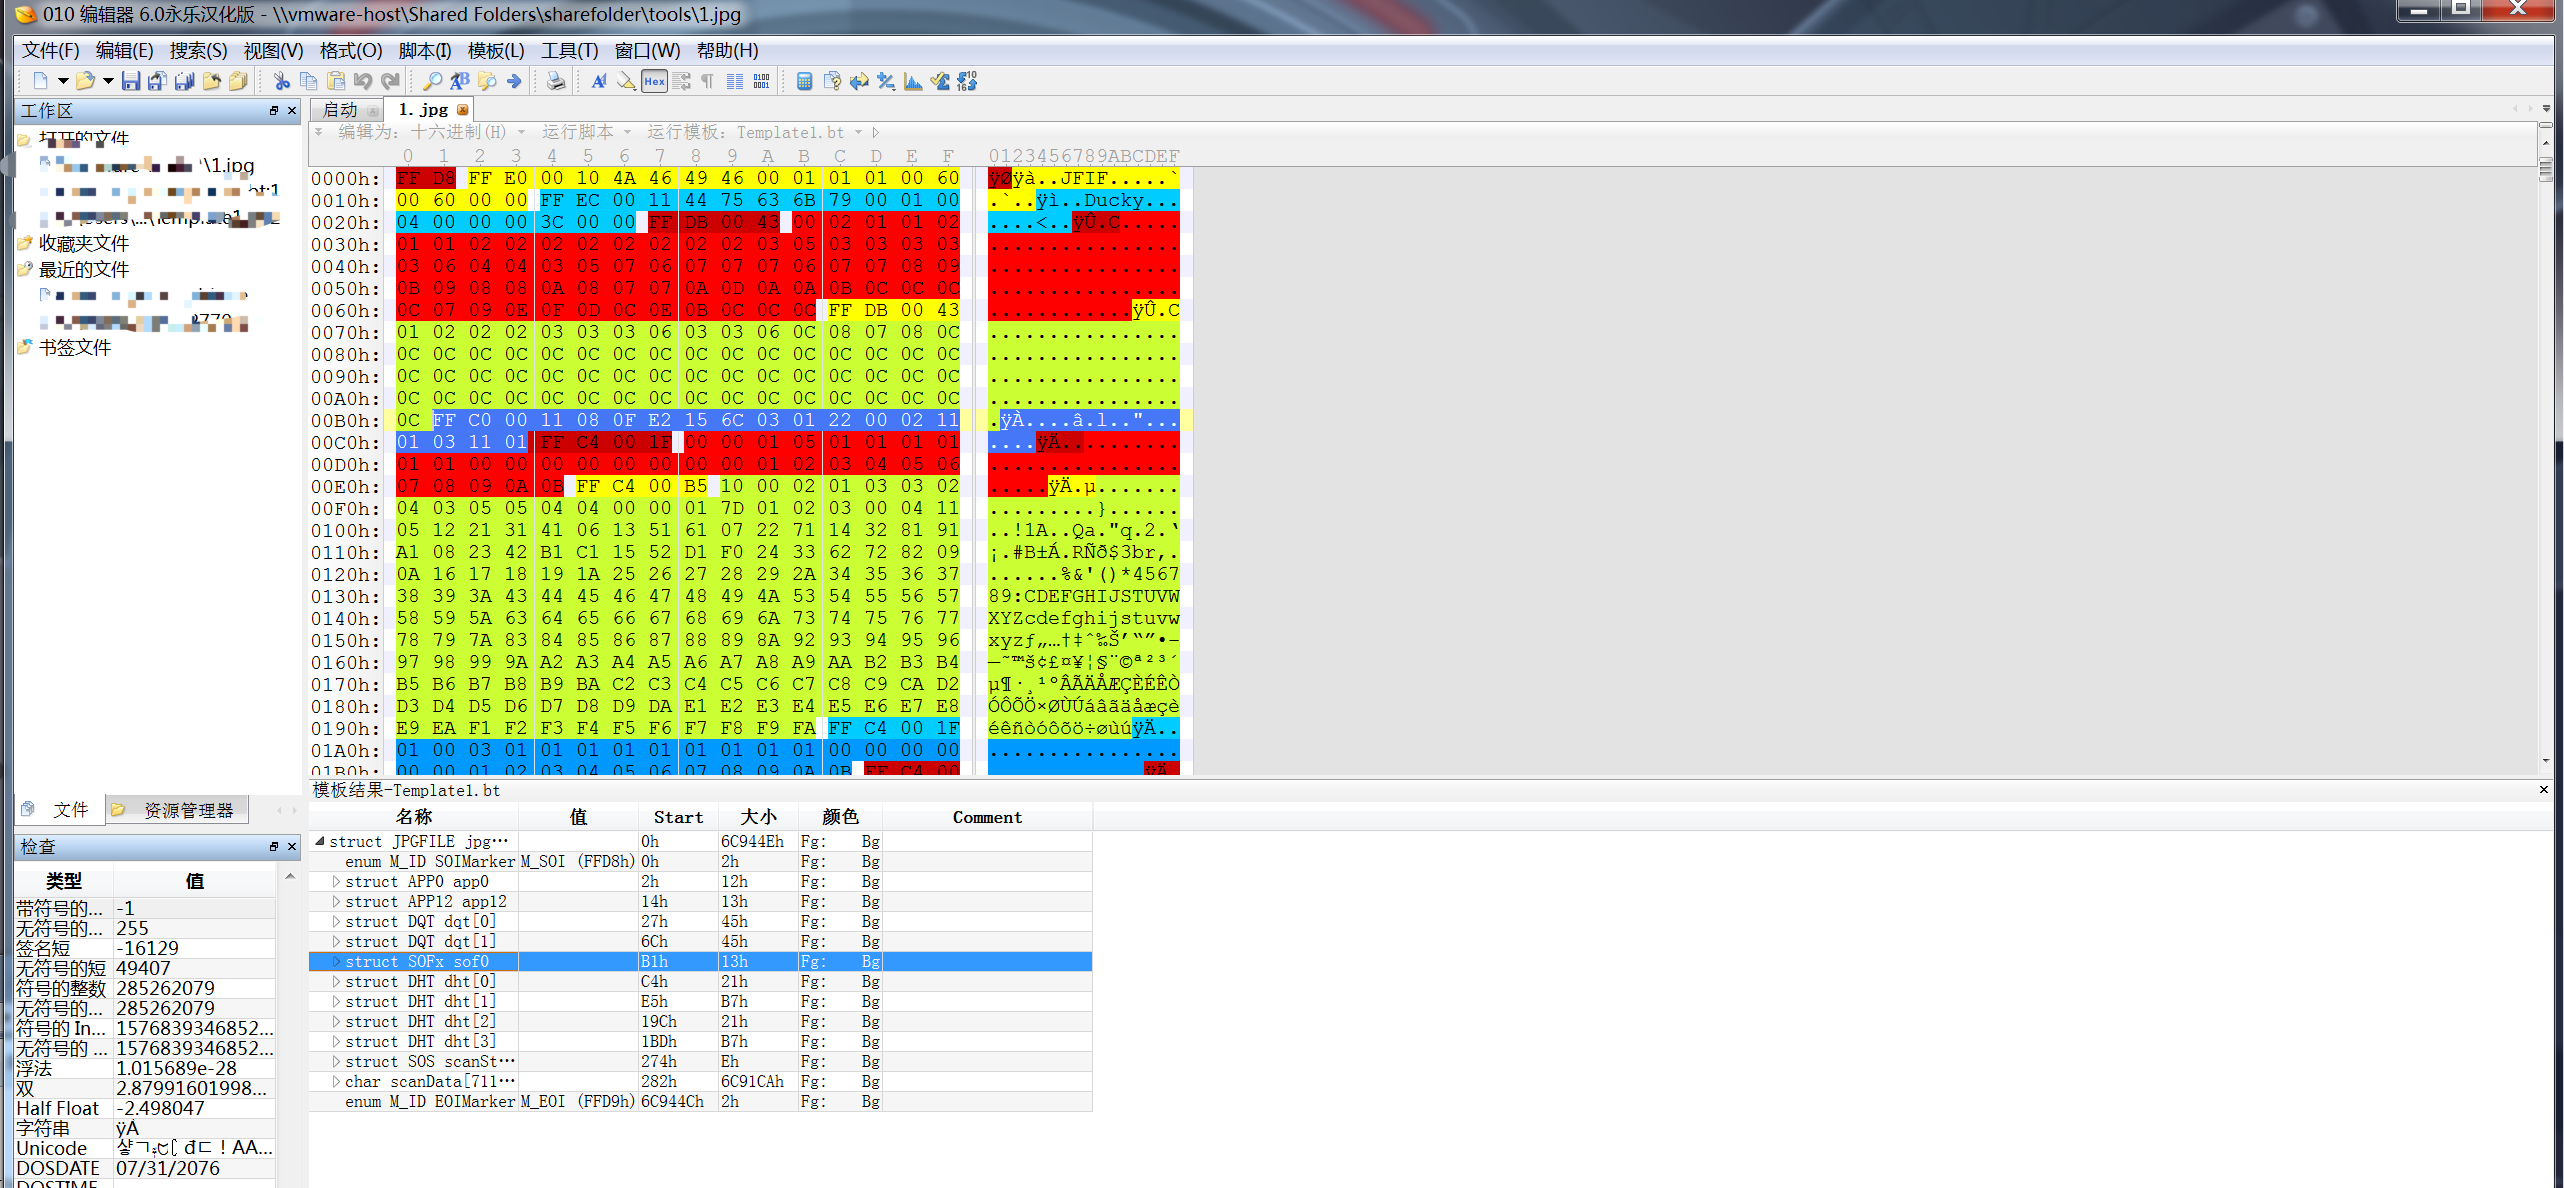 010 编辑器 6.0永乐汉化版 - \\vmware-host\Shared Folders\sharefolder\tools\1.jpg
文件(F) 编辑(E) 搜索(S) 视图(V) 格式(O) 脚本(I) 模板(L) 工具(T) 窗口(W) 帮助(H)
工作区
打开的文件
\1.jpg
收藏夹文件
最近的文件
书签文件
文件 资源管理器
启动 1.jpg
编辑为: 十六进制(H) 运行脚本 运行模板: Template1.bt
0 1 2 3 4 5 6 7 8 9 A B C D E F 0123456789ABCDEF
0000h: FF D8 FF E0 00 10 4A 46 49 46 00 01 01 01 00 60 ÿØÿà..JFIF.....`
0010h: 00 60 00 00 FF EC 00 11 44 75 63 6B 79 00 01 00 .`..ÿì..Ducky...
0020h: 04 00 00 00 3C 00 00 FF DB 00 43 00 02 01 01 02 ....<..ÿÛ.C.....
0030h: 01 01 02 02 02 02 02 02 02 02 03 05 03 03 03 03 ................
0040h: 03 06 04 04 03 05 07 06 07 07 07 06 07 07 08 09 ................
0050h: 0B 09 08 08 0A 08 07 07 0A 0D 0A 0A 0B 0C 0C 0C ................
0060h: 0C 07 09 0E 0F 0D 0C 0E 0B 0C 0C 0C FF DB 00 43 ............ÿÛ.C
0070h: 01 02 02 02 03 03 03 06 03 03 06 0C 08 07 08 0C ................
0080h: 0C 0C 0C 0C 0C 0C 0C 0C 0C 0C 0C 0C 0C 0C 0C 0C ................
0090h: 0C 0C 0C 0C 0C 0C 0C 0C 0C 0C 0C 0C 0C 0C 0C 0C ................
00A0h: 0C 0C 0C 0C 0C 0C 0C 0C 0C 0C 0C 0C 0C 0C 0C 0C ................
00B0h: 0C FF C0 00 11 08 0F E2 15 6C 03 01 22 00 02 11 .ÿÀ....â.l.."...
00C0h: 01 03 11 01 FF C4 00 1F 00 00 01 05 01 01 01 01 ....ÿÄ..........
00D0h: 01 01 00 00 00 00 00 00 00 00 01 02 03 04 05 06 ................
00E0h: 07 08 09 0A 0B FF C4 00 B5 10 00 02 01 03 03 02 .....ÿÄ.µ.......
00F0h: 04 03 05 05 04 04 00 00 01 7D 01 02 03 00 04 11 .........}......
0100h: 05 12 21 31 41 06 13 51 61 07 22 71 14 32 81 91 ..!1A..Qa."q.2.‘
0110h: A1 08 23 42 B1 C1 15 52 D1 F0 24 33 62 72 82 09 ¡.#B±Á.RÑð$3br‚.
0120h: 0A 16 17 18 19 1A 25 26 27 28 29 2A 34 35 36 37 ......%&'()*4567
0130h: 38 39 3A 43 44 45 46 47 48 49 4A 53 54 55 56 57 89:CDEFGHIJSTUVW
0140h: 58 59 5A 63 64 65 66 67 68 69 6A 73 74 75 76 77 XYZcdefghijstuvw
0150h: 78 79 7A 83 84 85 86 87 88 89 8A 92 93 94 95 96 xyzƒ„…†‡ˆ‰Š’“”•–
0160h: 97 98 99 9A A2 A3 A4 A5 A6 A7 A8 A9 AA B2 B3 B4 —˜™š¢£¤¥¦§¨©ª²³´
0170h: B5 B6 B7 B8 B9 BA C2 C3 C4 C5 C6 C7 C8 C9 CA D2 µ¶·¸¹ºÂÃÄÅÆÇÈÉÊÒ
0180h: D3 D4 D5 D6 D7 D8 D9 DA E1 E2 E3 E4 E5 E6 E7 E8 ÓÔÕÖ×ØÙÚáâãäåæçè
0190h: E9 EA F1 F2 F3 F4 F5 F6 F7 F8 F9 FA FF C4 00 1F éêñòóôõö÷øùúÿÄ..
01A0h: 01 00 03 01 01 01 01 01 01 01 01 01 00 00 00 00 ................
01B0h: 00 00 01 02 03 04 05 06 07 08 09 0A 0B FF C4 00 ÿÄ
模板结果-Template1.bt
名称 值 Start 大小 颜色 Comment
struct JPGFILE jpg… 0h 6C944Eh Fg: Bg
enum M_ID SOIMarker M_SOI (FFD8h) 0h 2h Fg: Bg
struct APP0 app0 2h 12h Fg: Bg
struct APP12 app12 14h 13h Fg: Bg
struct DQT dqt[0] 27h 45h Fg: Bg
struct DQT dqt[1] 6Ch 45h Fg: Bg
struct SOFx sof0 B1h 13h Fg: Bg
struct DHT dht[0] C4h 21h Fg: Bg
struct DHT dht[1] E5h B7h Fg: Bg
struct DHT dht[2] 19Ch 21h Fg: Bg
struct DHT dht[3] 1BDh B7h Fg: Bg
struct SOS scanSt… 274h Eh Fg: Bg
char scanData[711… 282h 6C91CAh Fg: Bg
enum M_ID EOIMarker M_EOI (FFD9h) 6C944Ch 2h Fg: Bg
检查
类型 值
带符号的... -1
无符号的... 255
签名短 -16129
无符号的短 49407
符号的整数 285262079
无符号的... 285262079
符号的 In... 1576839346852...
无符号的 ... 1576839346852...
浮法 1.015689e-28
双 2.87991601998...
Half Float -2.498047
字符串 ÿÀ
Unicode
DOSDATE 07/31/2076
DOSTIME